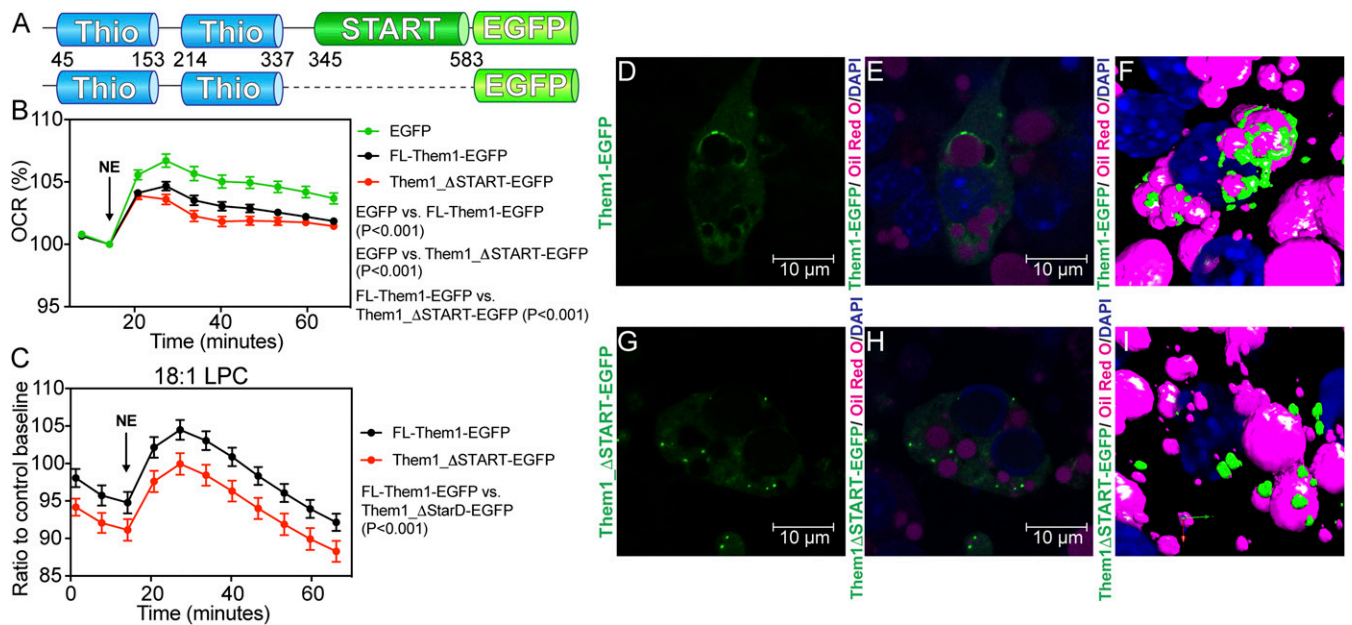 A
Thio Thio START EGFP
45 153 214 337 345 583
Thio Thio EGFP
B
110
105
100
95
OCR (%)
NE
20 40 60
Time (minutes)
EGFP
FL-Them1-EGFP
Them1_ΔSTART-EGFP
EGFP vs. FL-Them1-EGFP
(P<0.001)
EGFP vs. Them1_ΔSTART-EGFP
(P<0.001)
FL-Them1-EGFP vs.
Them1_ΔSTART-EGFP (P<0.001)
C
18:1 LPC
110
105
100
95
90
85
Ratio to control baseline
NE
0 20 40 60
Time (minutes)
FL-Them1-EGFP
Them1_ΔSTART-EGFP
FL-Them1-EGFP vs.
Them1_ΔStarD-EGFP
(P<0.001)
Them1-EGFP
D
10 µm
Them1-EGFP/ Oil Red O/DAPI
E
10 µm
Them1-EGFP/ Oil Red O/DAPI
F
Them1_ΔSTART-EGFP
G
10 µm
Them1ΔSTART-EGFP/ Oil Red O/DAPI
H
10 µm
Them1ΔSTART-EGFP/ Oil Red O/DAPI
I